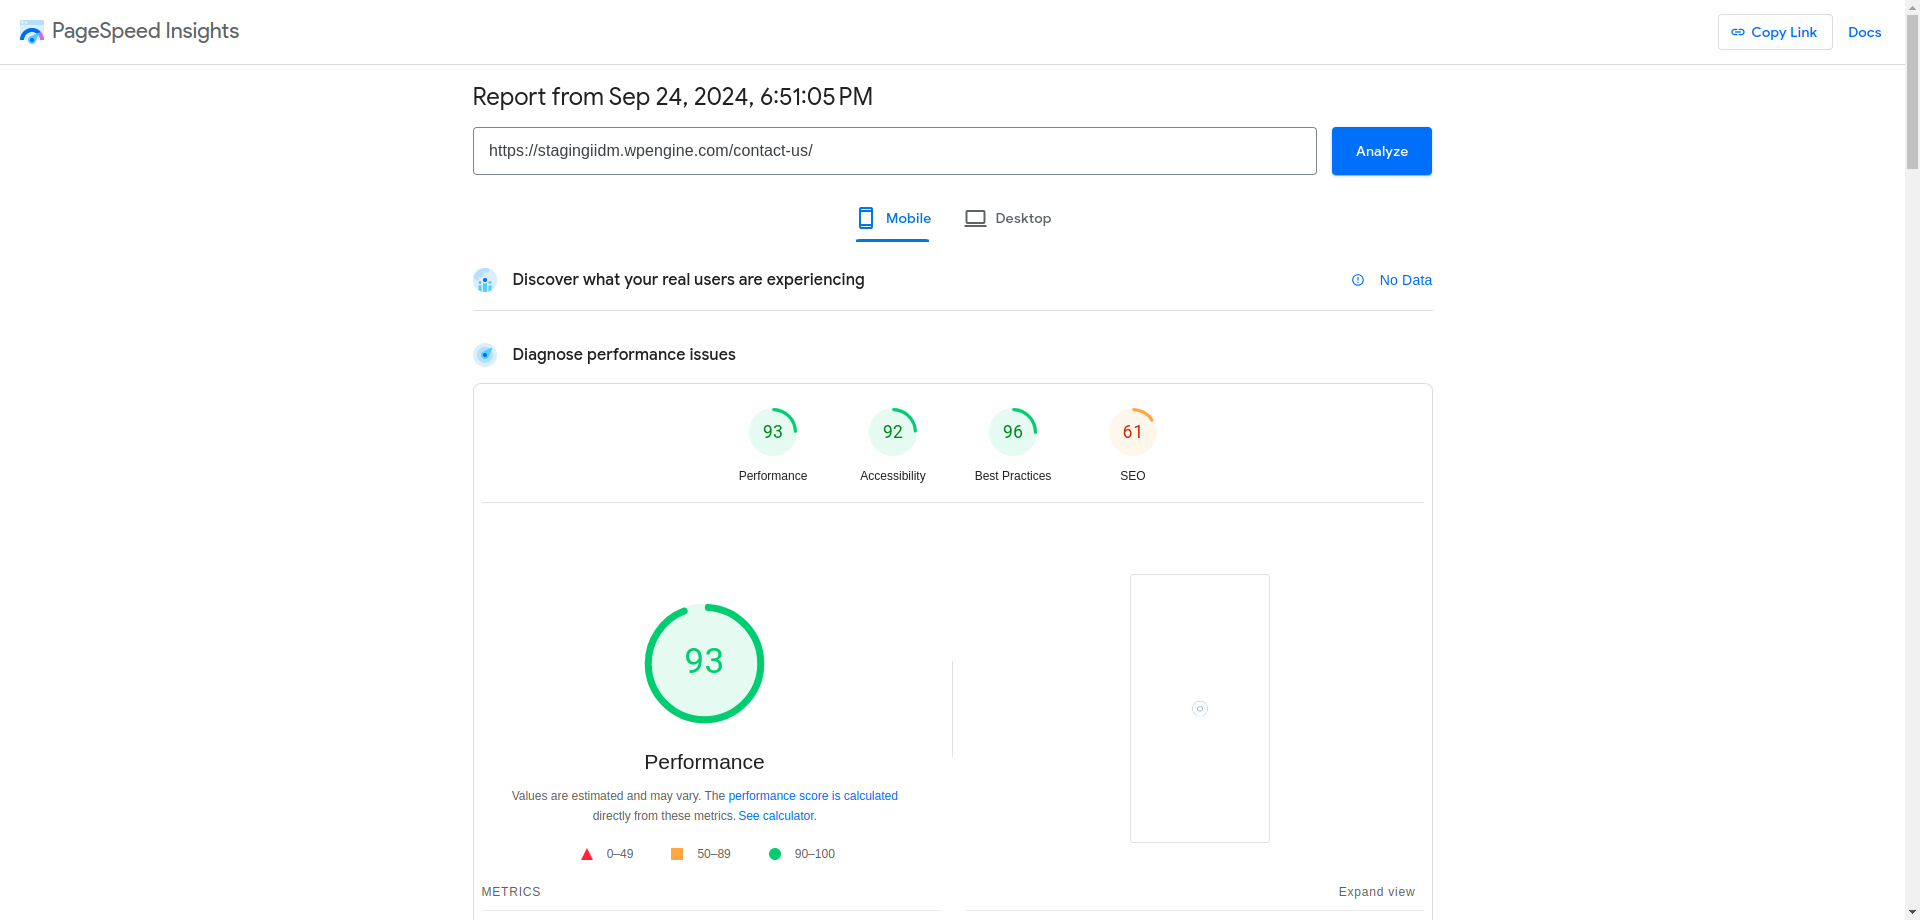 PageSpeed Insights
Copy Link
Docs
Report from Sep 24, 2024, 6:51:05 PM
https://stagingiidm.wpengine.com/contact-us/
Analyze
Mobile
Desktop
Discover what your real users are experiencing
No Data
Diagnose performance issues
93
92
96
61
Performance
Accessibility
Best Practices
SEO
93
Performance
Values are estimated and may vary. The performance score is calculated
directly from these metrics. See calculator.
0–49
50–89
90–100
METRICS
Expand view